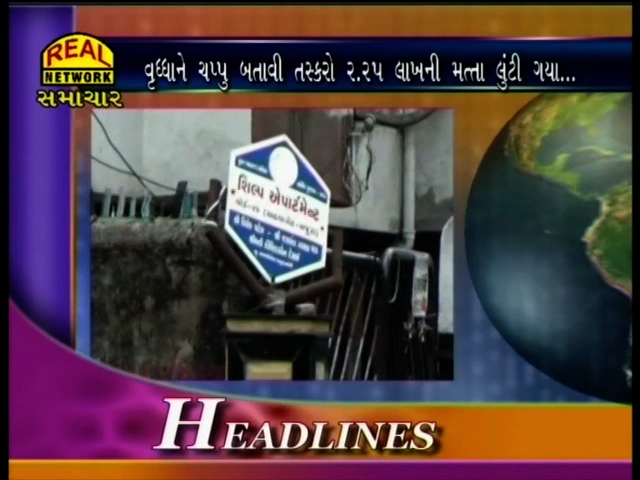 REAL
NETWORK
સમાચાર
વૃધ્ધાને ચપ્પુ બતાવી તસ્કરો ૨.૨૫ લાખની મત્તા લુંટી ગયા...
શિલ્પ એપાર્ટમેન્ટ
HEADLINES